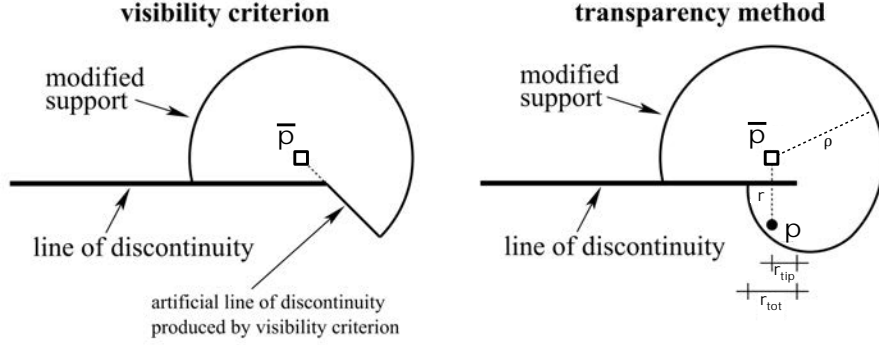 visibility criterion
modified
support
p̅
line of discontinuity
artificial line of discontinuity
produced by visibility criterion
transparency method
modified
support
p̅
ρ
r
p
line of discontinuity
r_tip
r_tot